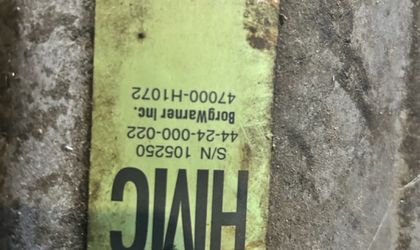 HMC
S/N 105250
44-24-000-022
BorgWarner Inc.
47000-H1072